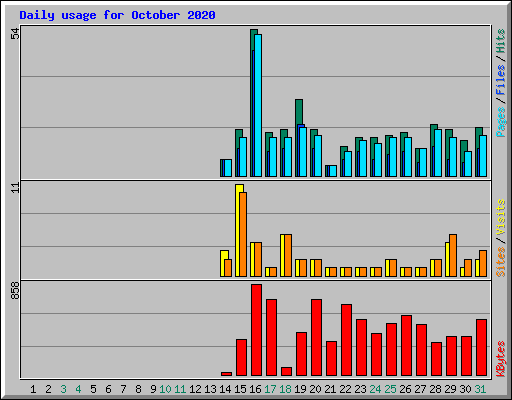 Daily usage for October 2020
54
Pages / Files / Hits
11
Sites / Visits
858
KBytes
1 2 3 4 5 6 7 8 9 10 11 12 13 14 15 16 17 18 19 20 21 22 23 24 25 26 27 28 29 30 31